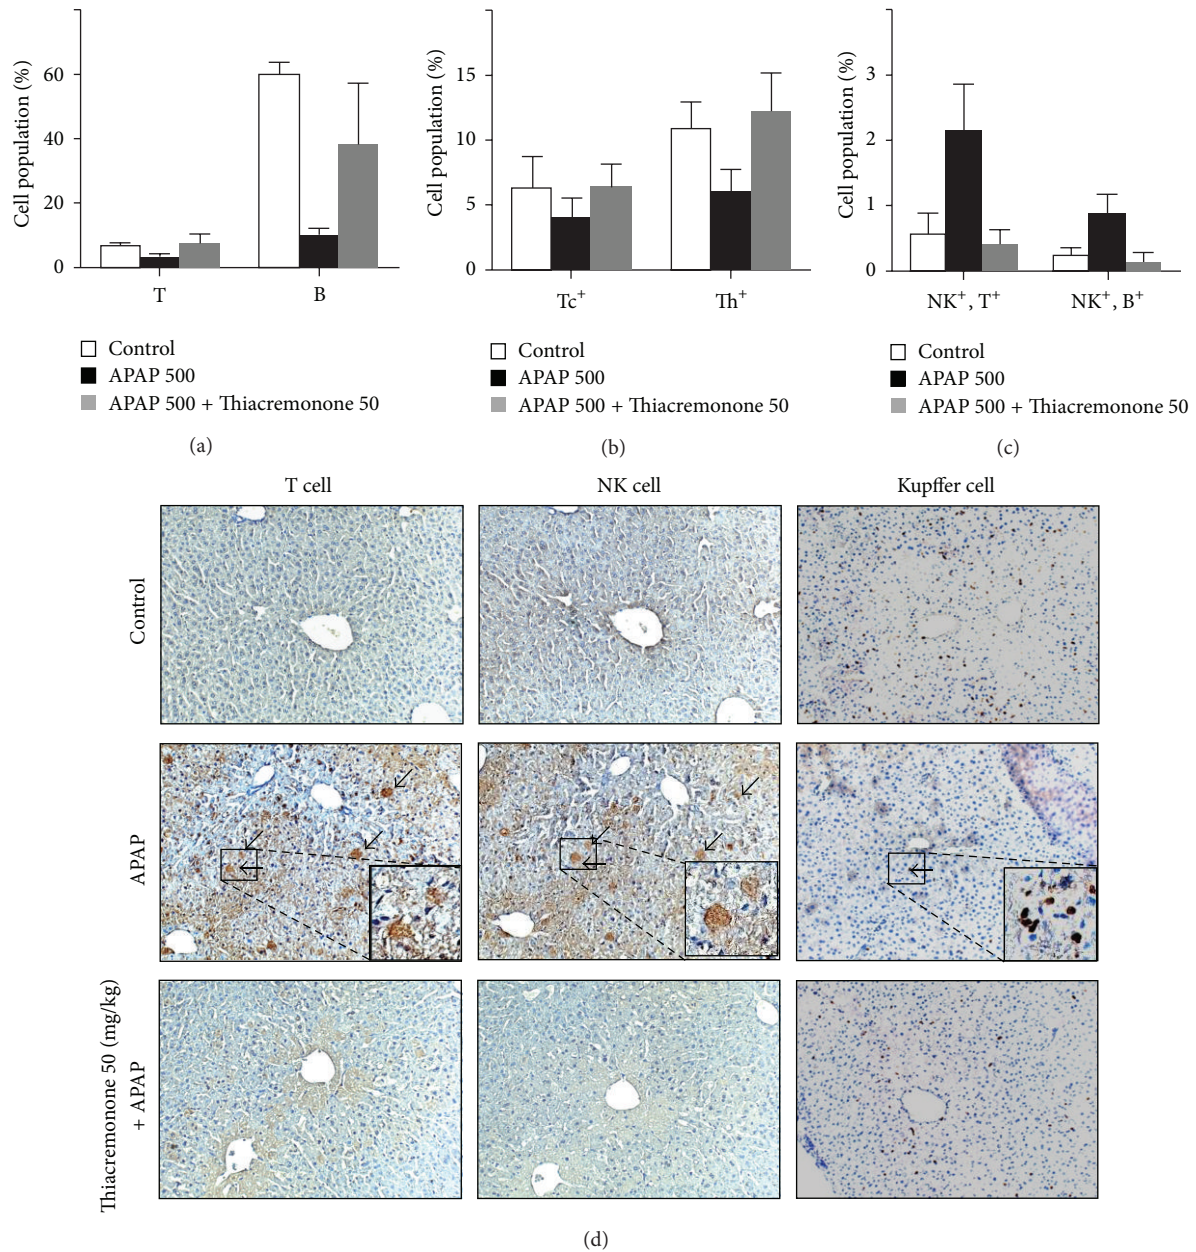 Cell population (%)
60
40
20
0
T B
Control
APAP 500
APAP 500 + Thiacremonone 50
(a)
Cell population (%)
15
10
5
0
Tc⁺ Th⁺
Control
APAP 500
APAP 500 + Thiacremonone 50
(b)
Cell population (%)
3
2
1
0
NK⁺, T⁺ NK⁺, B⁺
Control
APAP 500
APAP 500 + Thiacremonone 50
(c)
T cell NK cell Kupffer cell
Control
APAP
Thiacremonone 50 (mg/kg)
+ APAP
(d)